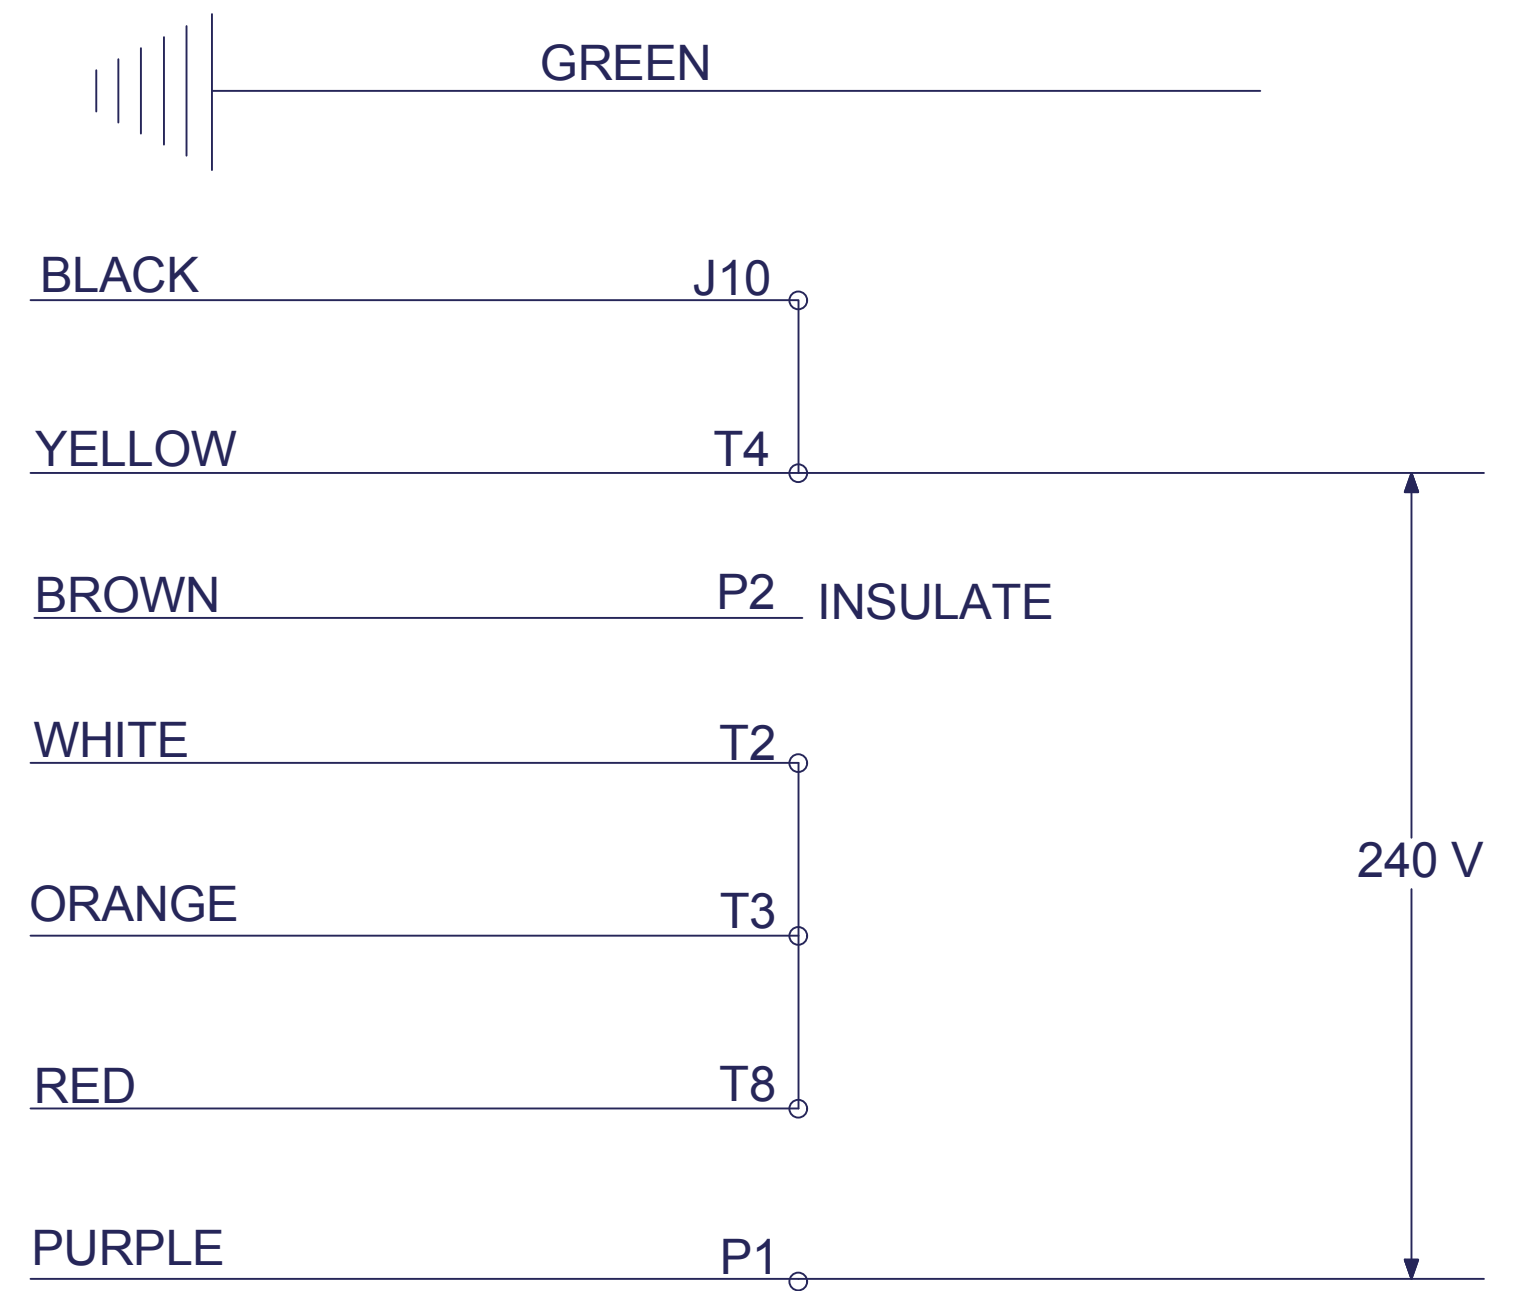 GREEN
BLACK J10
YELLOW T4
BROWN P2 INSULATE
WHITE T2
240 V
ORANGE T3
RED T8
PURPLE P1